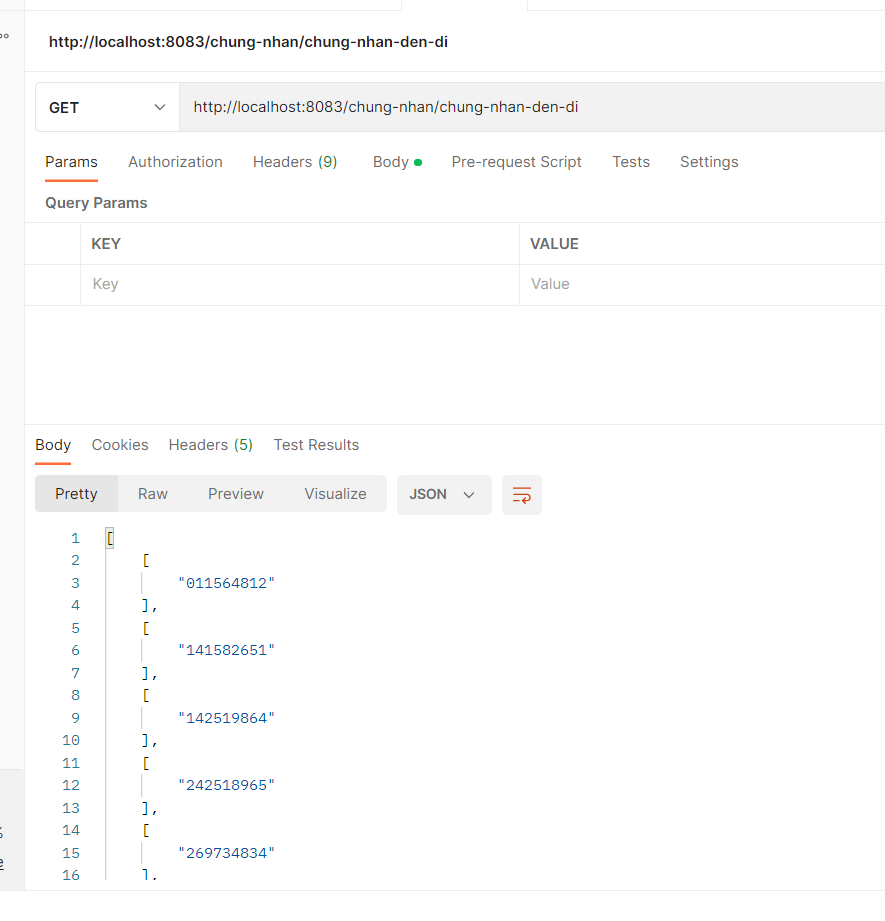 http://localhost:8083/chung-nhan/chung-nhan-den-di
GET http://localhost:8083/chung-nhan/chung-nhan-den-di
Params Authorization Headers (9) Body Pre-request Script Tests Settings
Query Params
KEY VALUE
Key Value
Body Cookies Headers (5) Test Results
Pretty Raw Preview Visualize JSON
1 [
2 [
3 "011564812"
4 ],
5 [
6 "141582651"
7 ],
8 [
9 "142519864"
10 ],
11 [
12 "242518965"
13 ],
14 [
15 "269734834"
16 ],